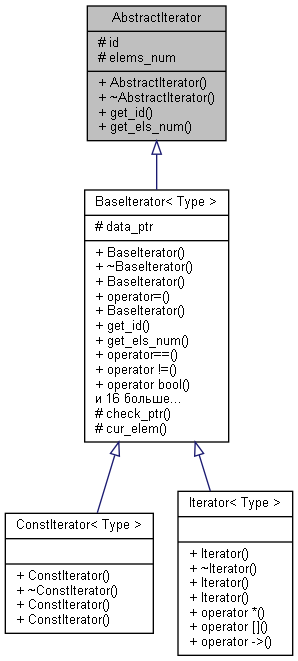 AbstractIterator
# id
# elems_num
+ AbstractIterator()
+ ~AbstractIterator()
+ get_id()
+ get_els_num()
BaseIterator< Type >
# data_ptr
+ BaseIterator()
+ ~BaseIterator()
+ BaseIterator()
+ operator=()
+ BaseIterator()
+ get_id()
+ get_els_num()
+ operator==()
+ operator !=()
+ operator bool()
и 16 больше...
# check_ptr()
# cur_elem()
ConstIterator< Type >
+ ConstIterator()
+ ~ConstIterator()
+ ConstIterator()
+ ConstIterator()
Iterator< Type >
+ Iterator()
+ ~Iterator()
+ Iterator()
+ Iterator()
+ operator *()
+ operator []()
+ operator ->()